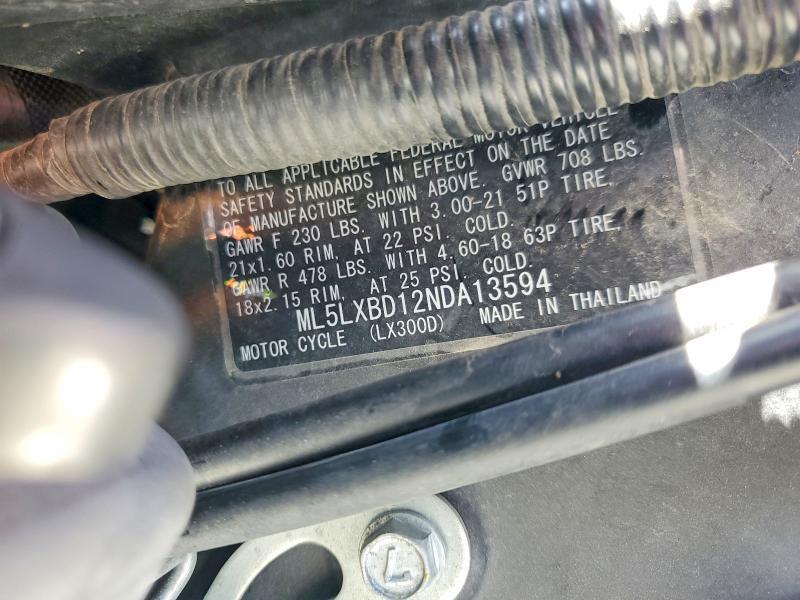 TO ALL APPLICABLE FEDERAL MOTOR VEHICLE
SAFETY STANDARDS IN EFFECT ON THE DATE
OF MANUFACTURE SHOWN ABOVE. GVWR 708 LBS.
GAWR F 230 LBS. WITH 3.00-21 51P TIRE,
21x1.60 RIM, AT 22 PSI. COLD.
GAWR R 478 LBS. WITH 4.60-18 63P TIRE,
18x2.15 RIM, AT 25 PSI. COLD.
ML5LXBD12NDA13594
MOTOR CYCLE (LX300D) MADE IN THAILAND
7